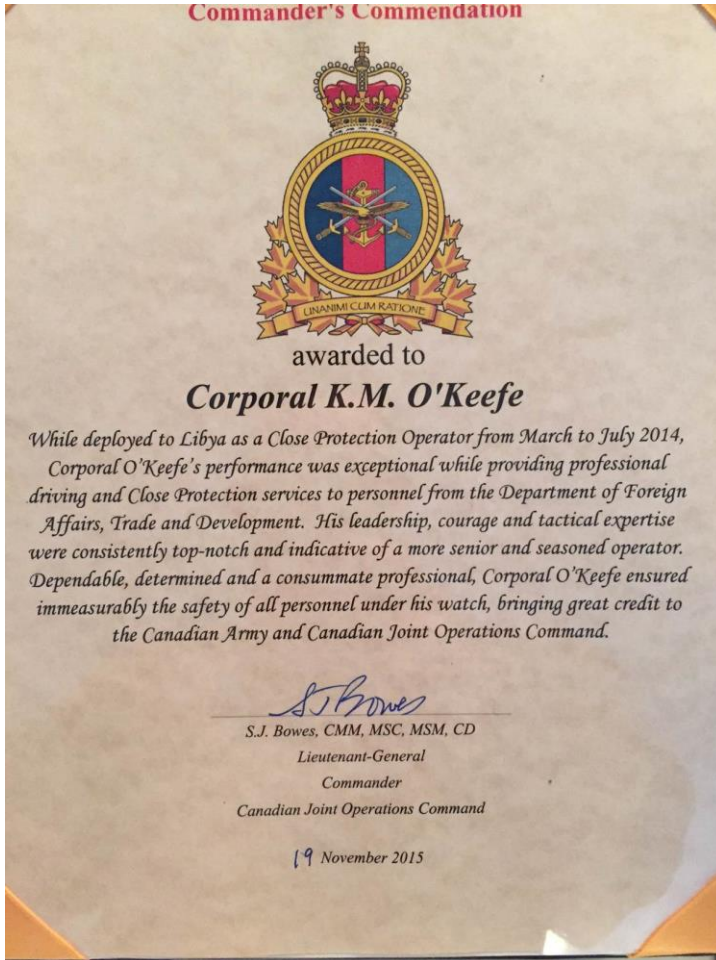 Commander's Commendation
UNANIMI CUM RATIONE
awarded to
Corporal K.M. O'Keefe
While deployed to Libya as a Close Protection Operator from March to July 2014,
Corporal O'Keefe's performance was exceptional while providing professional
driving and Close Protection services to personnel from the Department of Foreign
Affairs, Trade and Development. His leadership, courage and tactical expertise
were consistently top-notch and indicative of a more senior and seasoned operator.
Dependable, determined and a consummate professional, Corporal O'Keefe ensured
immeasurably the safety of all personnel under his watch, bringing great credit to
the Canadian Army and Canadian Joint Operations Command.
SJBowes
S.J. Bowes, CMM, MSC, MSM, CD
Lieutenant-General
Commander
Canadian Joint Operations Command
19 November 2015